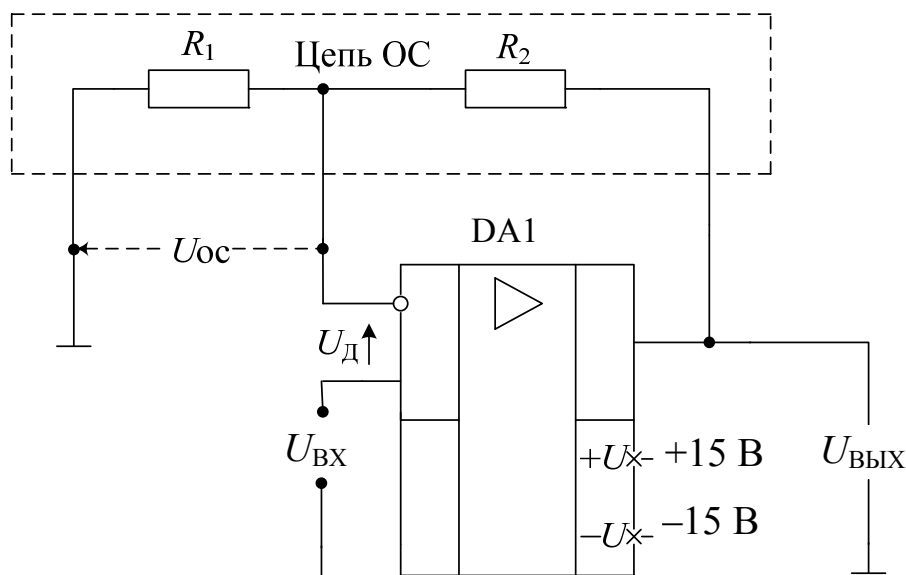 R₁ Цепь ОС R₂
DA1
Uос
Uд
Uвх
+U +15 В
Uвых
−U −15 В